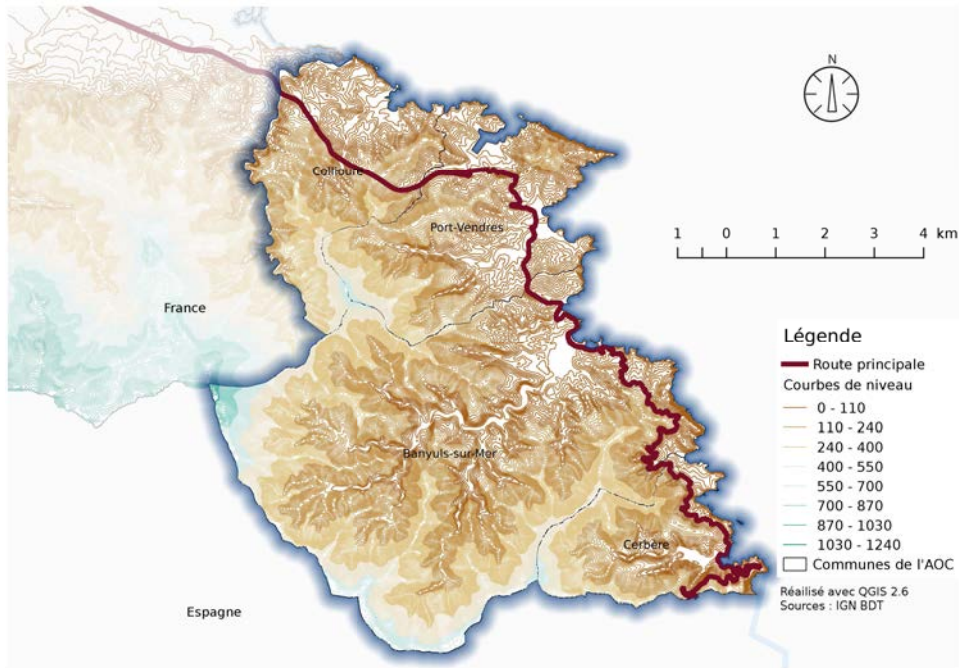 N
1 0 1 2 3 4 km
Collioure
Port-Vendres
France
Banyuls-sur-Mer
Cerbère
Espagne
Légende
Route principale
Courbes de niveau
0 - 110
110 - 240
240 - 400
400 - 550
550 - 700
700 - 870
870 - 1030
1030 - 1240
Communes de l'AOC
Réailisé avec QGIS 2.6
Sources : IGN BDT